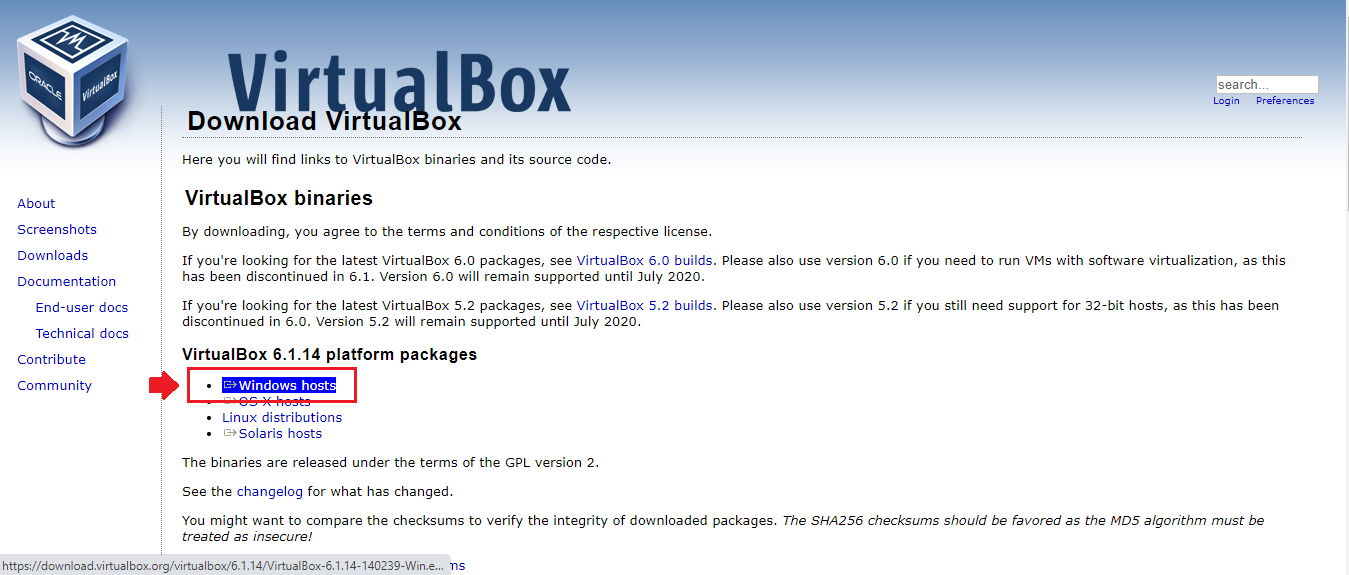 ORACLE
VirtualBox
VirtualBox
search...
Login Preferences
Download VirtualBox
Here you will find links to VirtualBox binaries and its source code.
VirtualBox binaries
About
Screenshots
Downloads
Documentation
End-user docs
Technical docs
Contribute
Community
By downloading, you agree to the terms and conditions of the respective license.
If you're looking for the latest VirtualBox 6.0 packages, see VirtualBox 6.0 builds. Please also use version 6.0 if you need to run VMs with software virtualization, as this
has been discontinued in 6.1. Version 6.0 will remain supported until July 2020.
If you're looking for the latest VirtualBox 5.2 packages, see VirtualBox 5.2 builds. Please also use version 5.2 if you still need support for 32-bit hosts, as this has been
discontinued in 6.0. Version 5.2 will remain supported until July 2020.
VirtualBox 6.1.14 platform packages
Windows hosts
OS X hosts
Linux distributions
Solaris hosts
The binaries are released under the terms of the GPL version 2.
See the changelog for what has changed.
You might want to compare the checksums to verify the integrity of downloaded packages. The SHA256 checksums should be favored as the MD5 algorithm must be
treated as insecure!
https://download.virtualbox.org/virtualbox/6.1.14/VirtualBox-6.1.14-140239-Win.e...